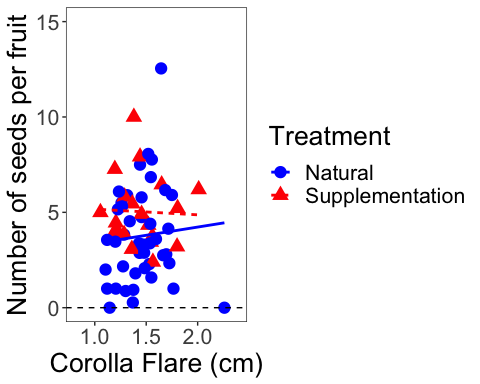 Number of seeds per fruit
15
10
5
0
1.0 1.5 2.0
Corolla Flare (cm)
Treatment
Natural
Supplementation